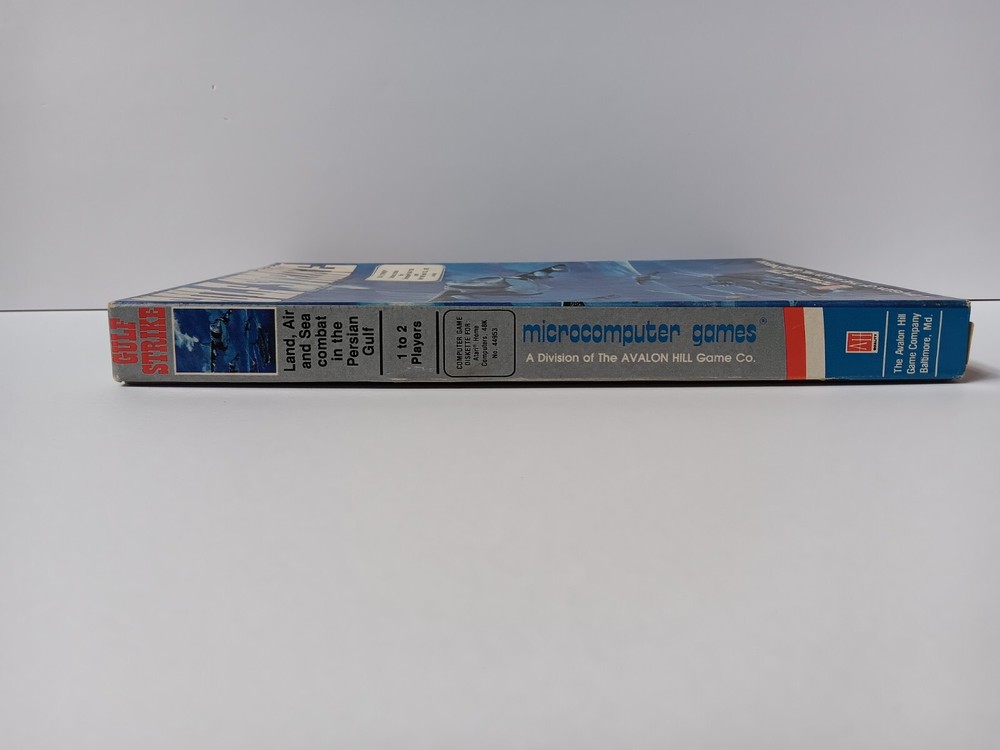 GULF
STRIKE
Land, Air
and Sea
combat
in the
Persian
Gulf
1 to 2
Players
COMPUTER GAME
DISKETTE FOR:
Atari® Home
Computers: 48K
No. 44953
microcomputer games®
A Division of The AVALON HILL Game Co.
AH
The Avalon Hill
Game Company
Baltimore, Md.